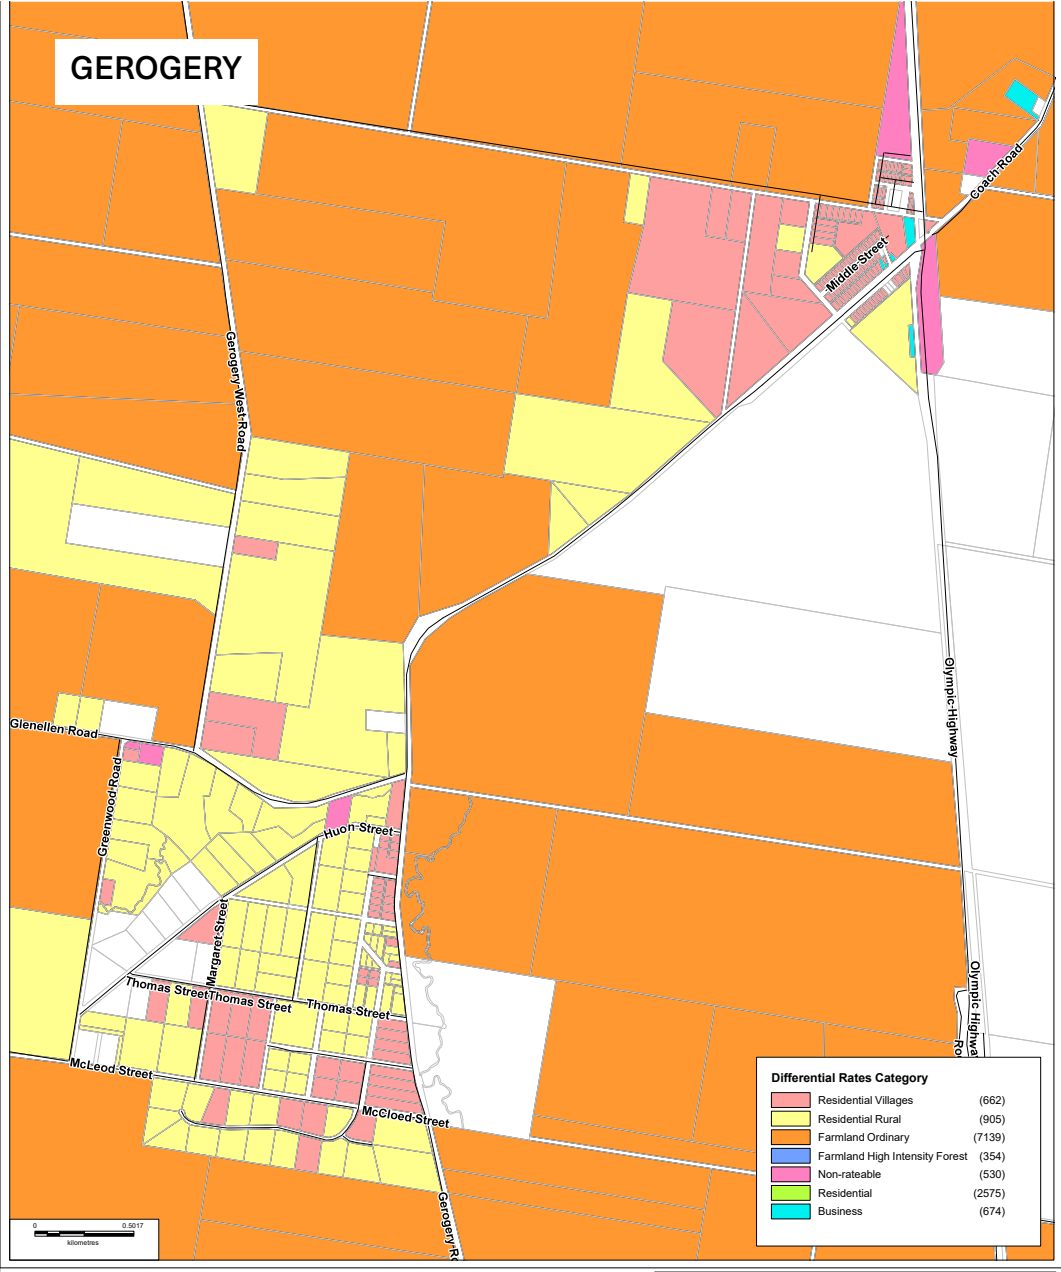 GEROGERY
Coach Road
Middle Street
Gerogery West Road
Olympic Highway
Glenellen Road
Greenwood Road
Huon Street
Margaret Street
Thomas Street
Thomas Street
Thomas Street
Olympic Highwa
Ro
McLeod Street
McCloed Street
Gerogery R
Differential Rates Category
Residential Villages (662)
Residential Rural (905)
Farmland Ordinary (7139)
Farmland High Intensity Forest (354)
Non-rateable (530)
Residential (2575)
Business (674)
0 0.5017
kilometres